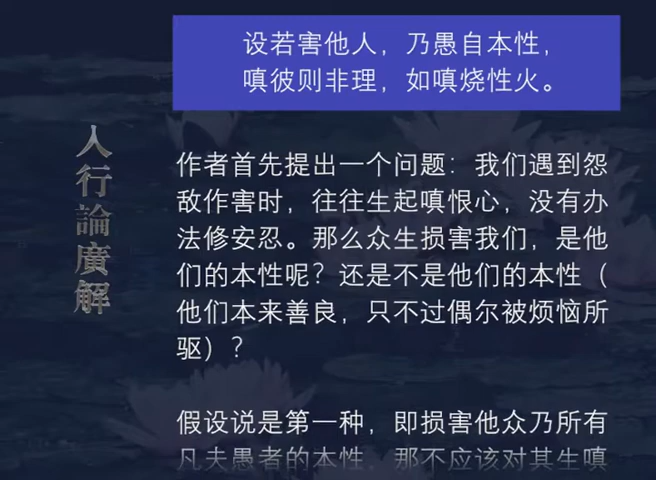 设若害他人，乃愚自本性，
嗔彼则非理，如嗔烧性火。
入行論廣解
作者首先提出一个问题：我们遇到怨
敌作害时，往往生起嗔恨心，没有办
法修安忍。那么众生损害我们，是他
们的本性呢？还是不是他们的本性（
他们本来善良，只不过偶尔被烦恼所
驱）？
假设说是第一种，即损害他众乃所有
凡夫愚者的本性，那不应该对其生嗔